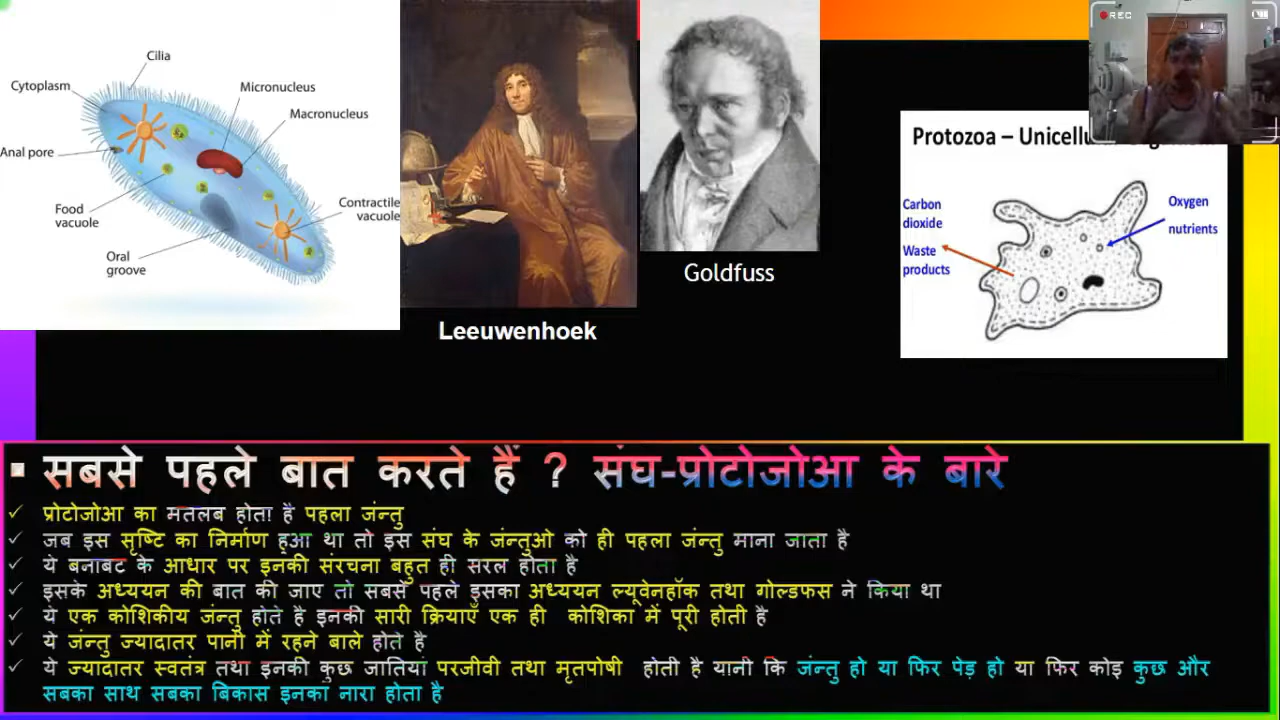 Cilia
Cytoplasm
Micronucleus
Macronucleus
Anal pore
Contractile
vacuole
Food
vacuole
Oral
groove
Leeuwenhoek
Goldfuss
REC
Protozoa – Unicellu
Carbon
dioxide
Waste
products
Oxygen
nutrients
सबसे पहले बात करते हैं ? संघ-प्रोटोजोआ के बारे
प्रोटोजोआ का मतलब होता है पहला जंन्तु
जब इस सृष्टि का निर्माण हुआ था तो इस संघ के जंन्तुओ को ही पहला जंन्तु माना जाता है
ये बनाबट के आधार पर इनकी संरचना बहुत ही सरल होता है
इसके अध्ययन की बात की जाए तो सबसे पहले इसका अध्ययन ल्यूवेनहॉक तथा गोल्डफस ने किया था
ये एक कोशिकीय जंन्तु होते है इनकी सारी क्रियाएँ एक ही कोशिका में पूरी होती है
ये जंन्तु ज्यादातर पानी में रहने बाले होते है
ये ज्यादातर स्वतंत्र तथा इनकी कुछ जातियां परजीवी तथा मृतपोषी होती है यानी कि जंन्तु हो या फिर पेड़ हो या फिर कोइ कुछ और
सबका साथ सबका बिकास इनका नारा होता है